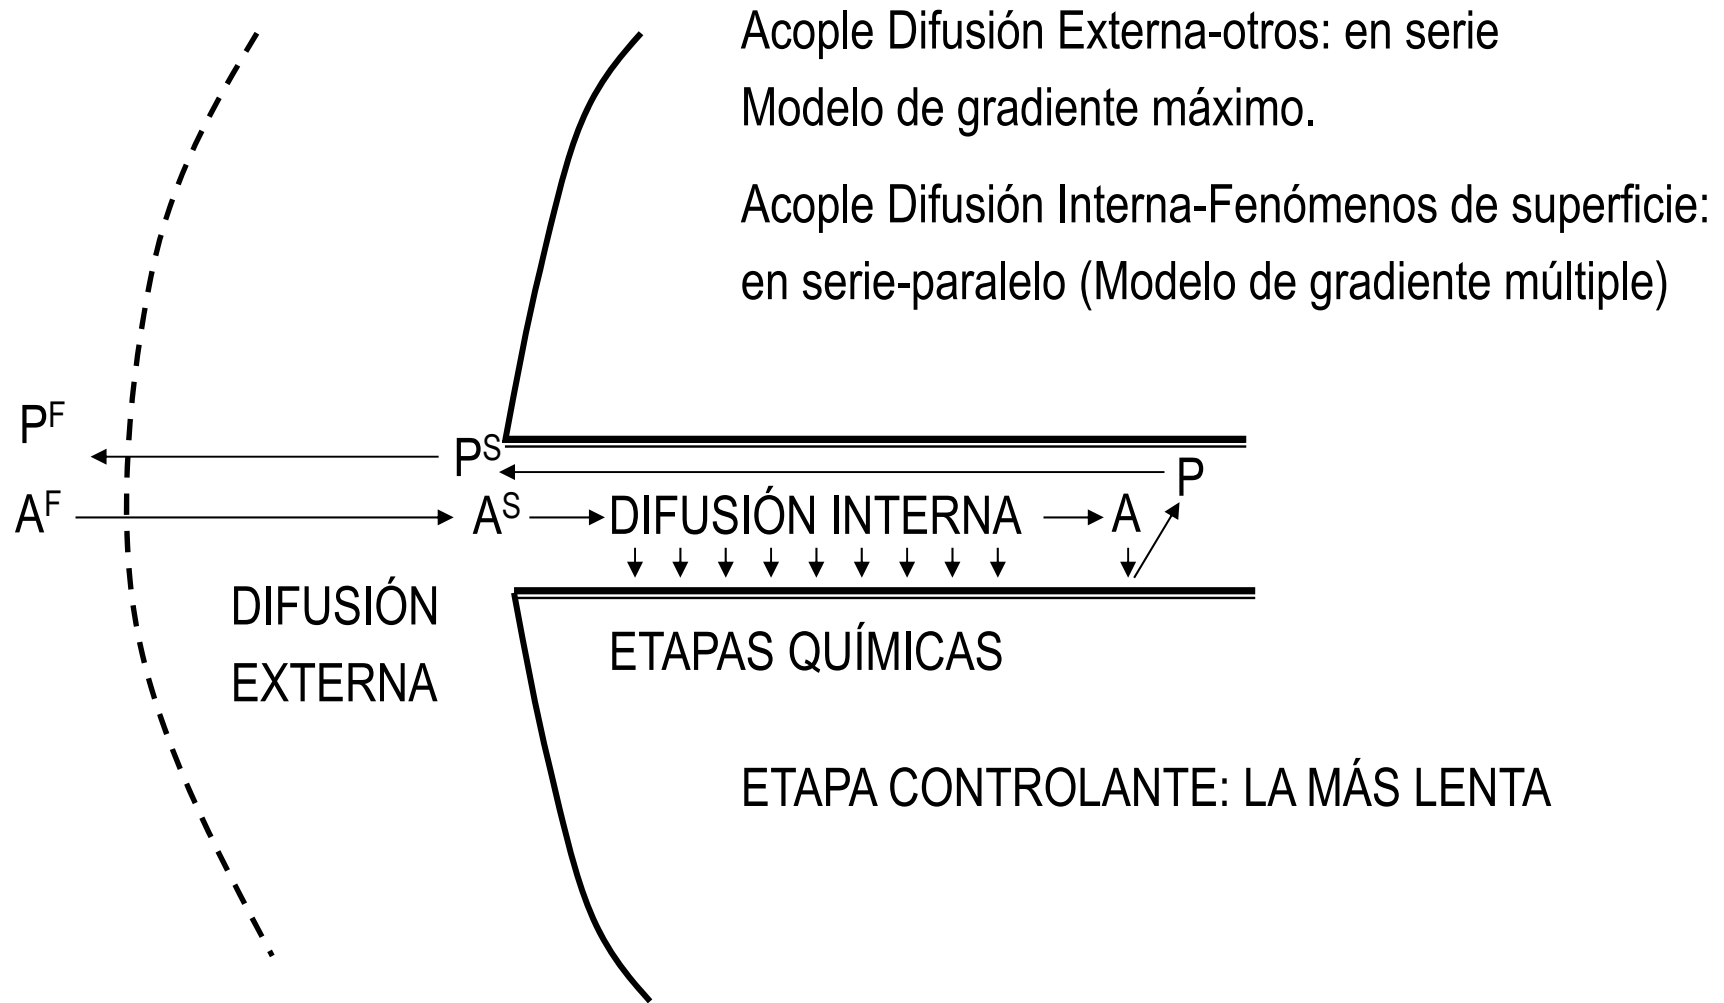 Acople Difusión Externa-otros: en serie
Modelo de gradiente máximo.
Acople Difusión Interna-Fenómenos de superficie:
en serie-paralelo (Modelo de gradiente múltiple)
P^F
P^S
P
A^F
A^S
DIFUSIÓN INTERNA
A
DIFUSIÓN
EXTERNA
ETAPAS QUÍMICAS
ETAPA CONTROLANTE: LA MÁS LENTA